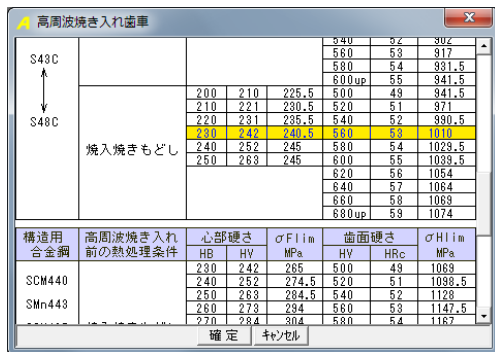 高周波焼き入れ歯車
540 52 902
560 53 917
S43C 580 54 931.5
600up 55 941.5
200 210 225.5 500 49 941.5
210 221 230.5 520 51 971
S48C 220 231 235.5 540 52 990.5
230 242 240.5 560 53 1010
焼入焼きもどし 240 252 245 580 54 1029.5
250 263 245 600 55 1039.5
620 56 1054
640 57 1064
660 58 1069
680up 59 1074
構造用 高周波焼き入れ 心部硬さ σFlim 歯面硬さ σHlim
合金鋼 前の熱処理条件 HB HV MPa HV HRc MPa
230 242 265 500 49 1069
SCM440 240 252 274.5 520 51 1098.5
SMn443 250 263 284.5 540 52 1128
260 273 294 560 53 1147.5
270 284 304 580 54 1167
確 定 キャンセル